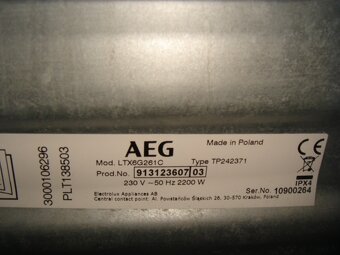 AEG
Made in Poland
Mod. LTX6G261C Type TP242371
Prod.No. 913123607 03
230 V ~50 Hz 2200 W
IPX4
Electrolux Appliances AB
Central contact point: Al. Powstańców Śląskich 26, 30-570 Kraków, Poland
Ser.No. 10900264
3000106296
PLT138503